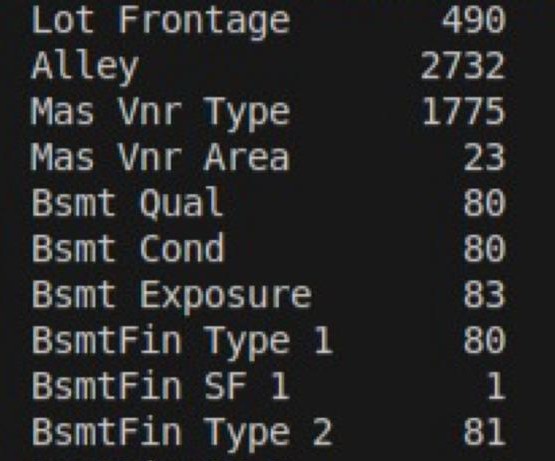 Lot Frontage 490
Alley 2732
Mas Vnr Type 1775
Mas Vnr Area 23
Bsmt Qual 80
Bsmt Cond 80
Bsmt Exposure 83
BsmtFin Type 1 80
BsmtFin SF 1 1
BsmtFin Type 2 81